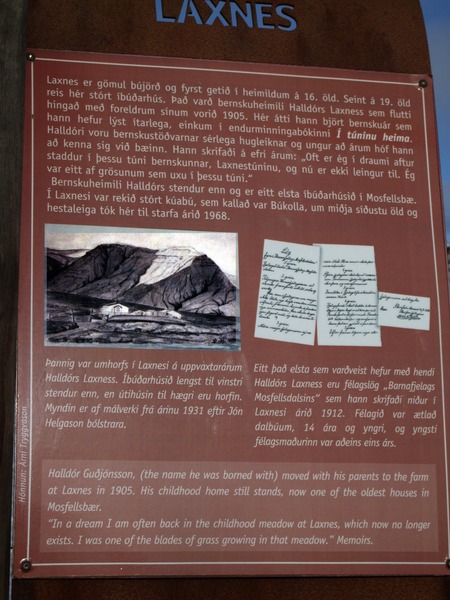 LAXNES
Laxnes er gömul bújörð og fyrst getið í heimildum á 16. öld. Seint á 19. öld
reis hér stórt íbúðarhús. Það varð bernskuheimili Halldórs Laxness sem flutti
hingað með foreldrum sínum vorið 1905. Hér átti hann björt bernskuár sem
hann hefur lýst ítarlega, einkum í endurminningabókinni Í túninu heima.
Halldóri voru bernskustöðvarnar sérlega hugleiknar og ungur að árum hóf hann
að kenna sig við bæinn. Hann skrifaði á efri árum: „Oft er ég í draumi aftur
staddur í þessu túni bernskunnar, Laxnestúninu, og nú er ekki leingur til. Ég
var eitt af grösunum sem uxu í þessu túni.“
Bernskuheimili Halldórs stendur enn og er eitt elsta íbúðarhúsið í Mosfellsbæ.
Í Laxnesi var rekið stórt kúabú, sem kallað var Búkolla, um miðja síðustu öld og
hestaleiga tók hér til starfa árið 1968.
Þannig var umhorfs í Laxnesi á uppvaxtarárum
Halldórs Laxness. Íbúðarhúsið lengst til vinstri
stendur enn, en útihúsin til hægri eru horfin.
Myndin er af málverki frá árinu 1931 eftir Jón
Helgason bólstrara.
Eitt það elsta sem varðveist hefur með hendi
Halldórs Laxness eru félagslög „Barnafjelags
Mosfellsdalsins“ sem hann skrifaði niður í
Laxnesi árið 1912. Félagið var ætlað
dalbúum, 14 ára og yngri, og yngsti
félagsmaðurinn var aðeins eins árs.
Halldór Guðjónsson, (the name he was borned with) moved with his parents to the farm
at Laxnes in 1905. His childhood home still stands, now one of the oldest houses in
Mosfellsbær.
“In a dream I am often back in the childhood meadow at Laxnes, which now no longer
exists. I was one of the blades of grass growing in that meadow.” Memoirs.
Hönnun: Árni Tryggvason